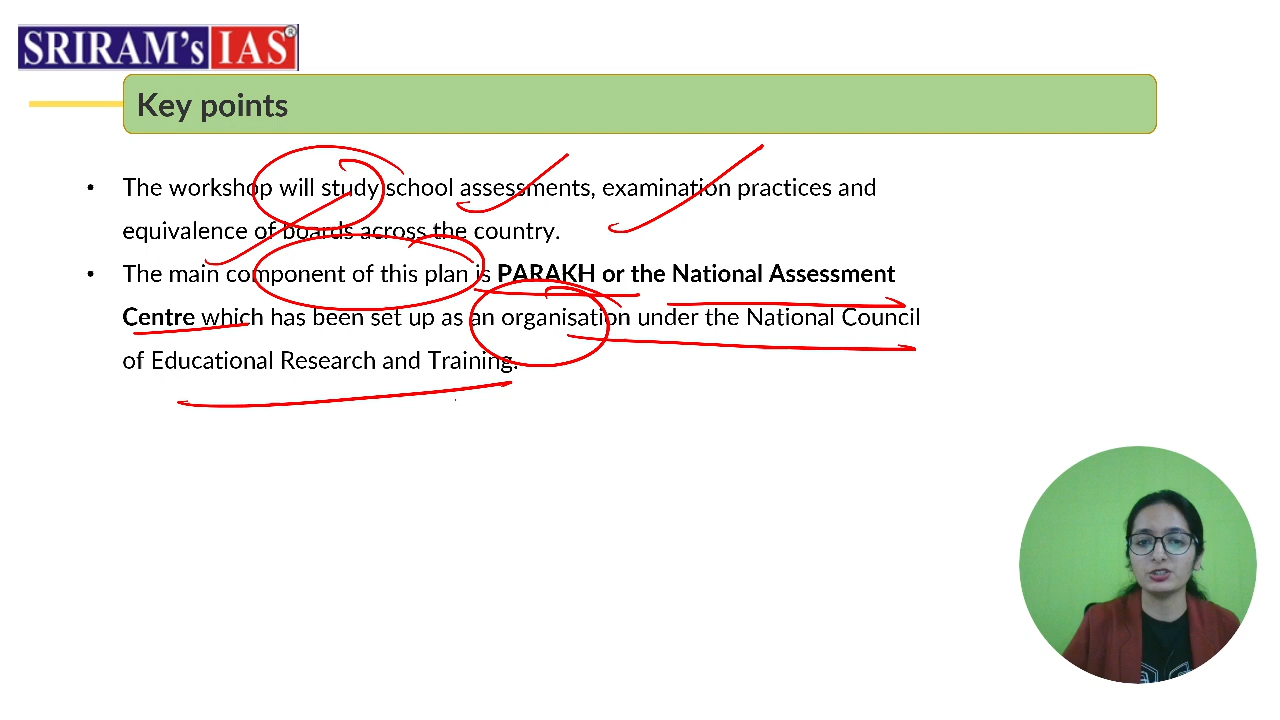 SRIRAM's IAS®
Key points
• The workshop will study school assessments, examination practices and
equivalence of boards across the country.
• The main component of this plan is PARAKH or the National Assessment
Centre which has been set up as an organisation under the National Council
of Educational Research and Training.